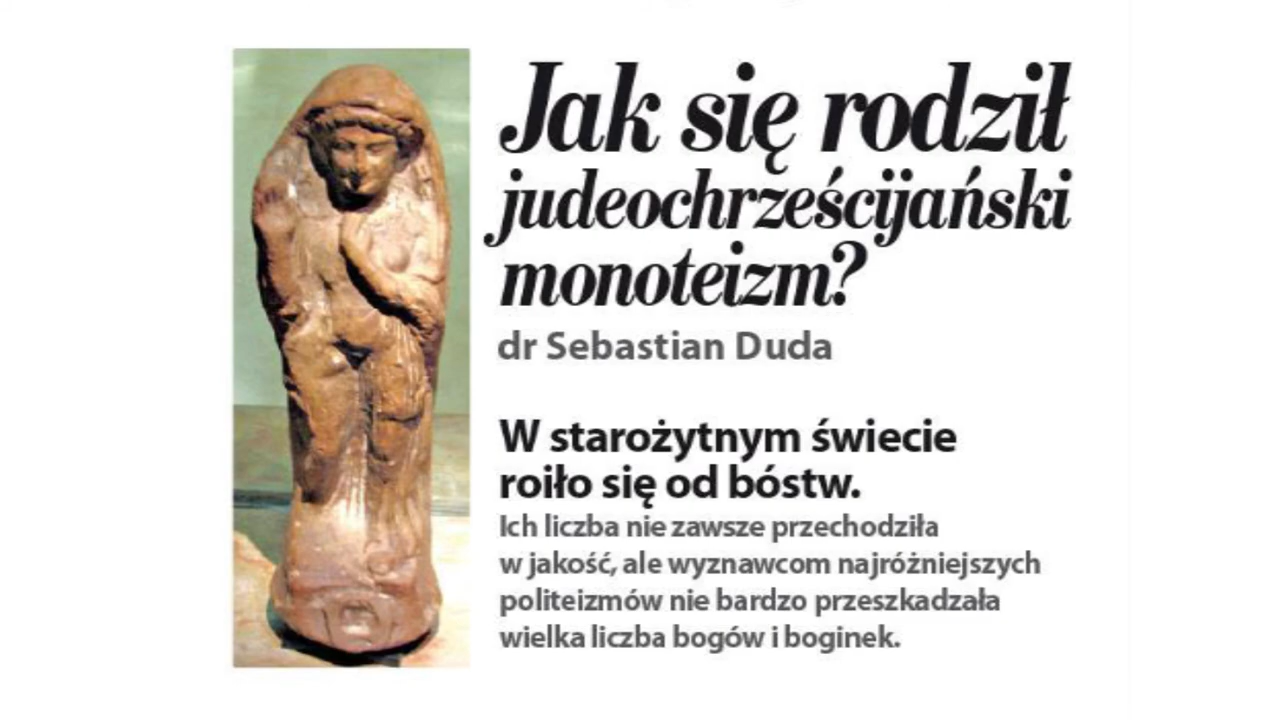 Jak się rodził
judeochrześcijański
monoteizm?
dr Sebastian Duda
W starożytnym świecie
roiło się od bóstw.
Ich liczba nie zawsze przechodziła
w jakość, ale wyznawcom najróżniejszych
politeizmów nie bardzo przeszkadzała
wielka liczba bogów i boginek.